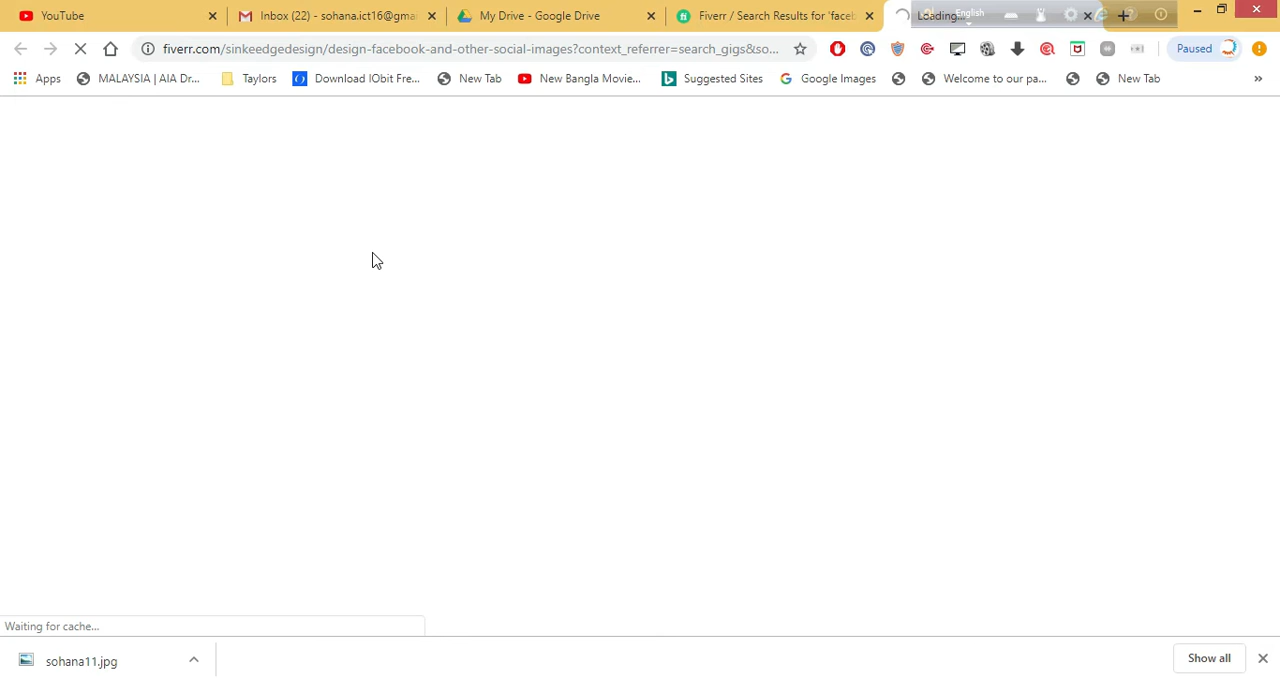 YouTube Inbox (22) - sohana.ict16@gma My Drive - Google Drive Fiverr / Search Results for 'faceb Loading... English
fiverr.com/sinkeedgedesign/design-facebook-and-other-social-images?context_referrer=search_gigs&so... Paused
Apps MALAYSIA | AIA Dr... Taylors Download IObit Fre... New Tab New Bangla Movie... Suggested Sites Google Images Welcome to our pa... New Tab »
Waiting for cache...
sohana11.jpg Show all